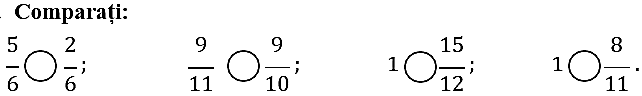 Comparați:
5/6 ◯ 2/6; 9/11 ◯ 9/10; 1 ◯ 15/12; 1 ◯ 8/11.